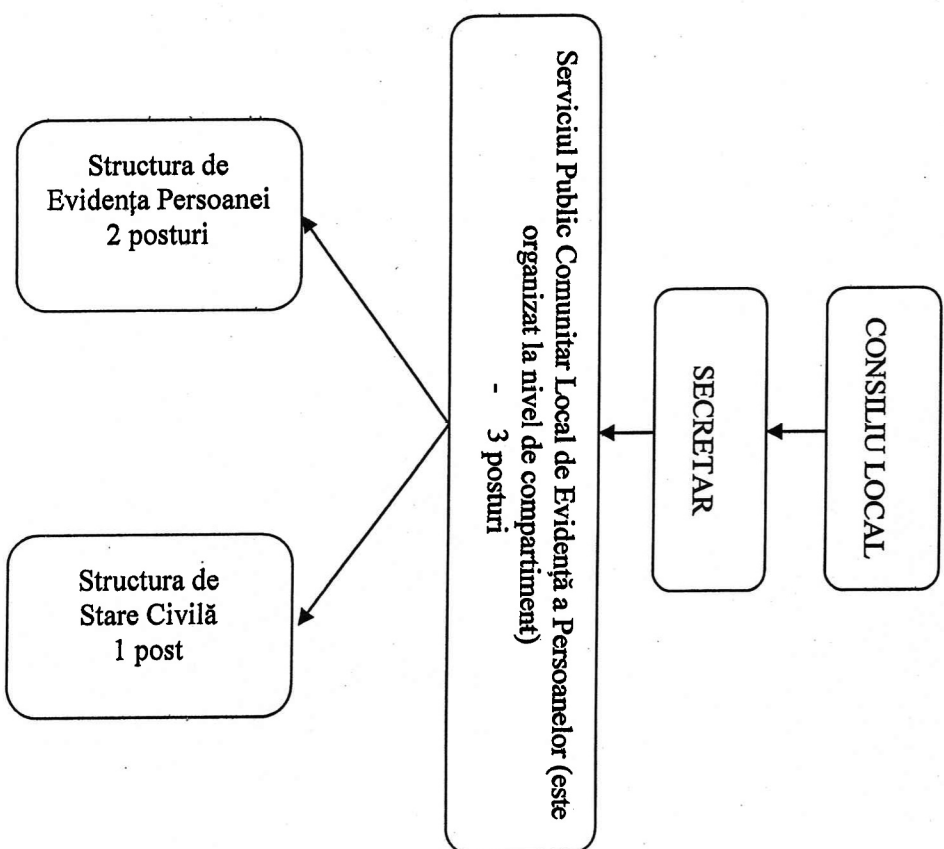 CONSILIU LOCAL
SECRETAR
Serviciul Public Comunitar Local de Evidență a Persoanelor (este
organizat la nivel de compartiment)
- 3 posturi
Structura de
Evidența Persoanei
2 posturi
Structura de
Stare Civilă
1 post